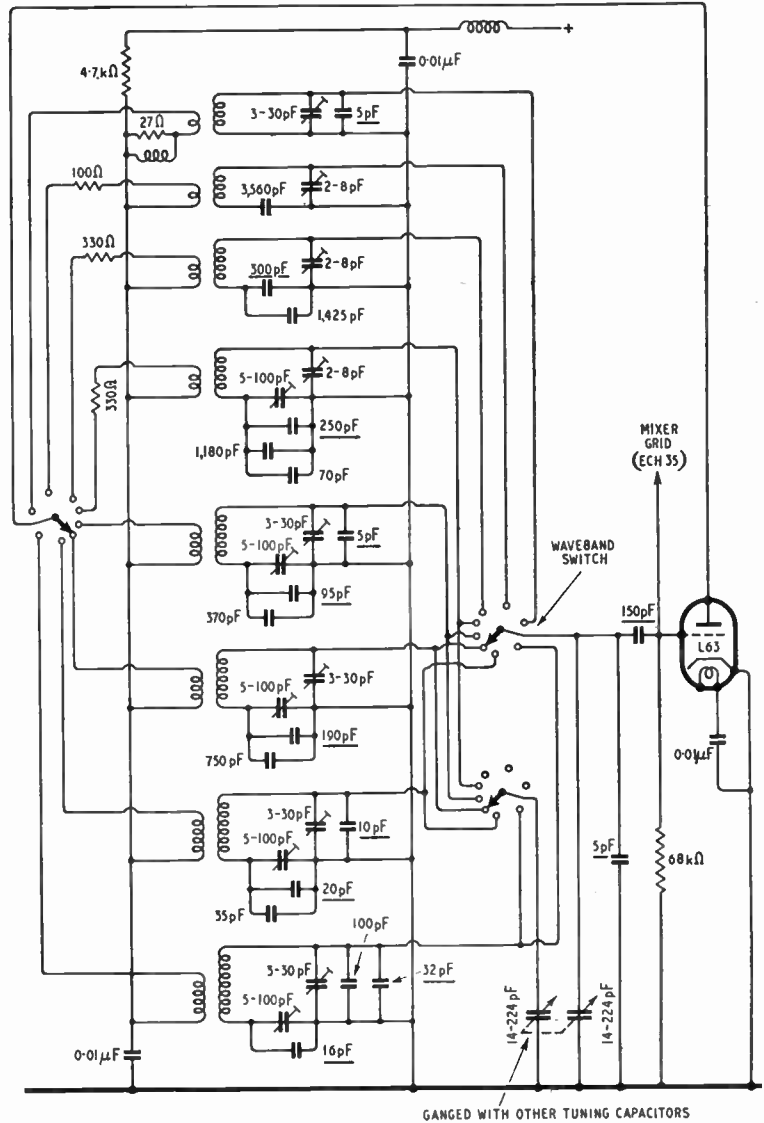 4·7kΩ
+
0·01μF
27Ω
3-30pF
5pF
100Ω
3,560pF
2-8pF
330Ω
300pF
2-8pF
1,425pF
330Ω
5-100pF
2-8pF
250pF
1,180pF
70pF
MIXER
GRID
(ECH 35)
3-30pF
5-100pF
5pF
95pF
370pF
WAVEBAND
SWITCH
150pF
L63
3-30pF
5-100pF
190pF
750pF
0·01μF
3-30pF
5-100pF
10pF
20pF
35pF
5pF
68kΩ
100pF
3-30pF
32pF
5-100pF
16pF
14-224pF
14-224pF
0·01μF
GANGED WITH OTHER TUNING CAPACITORS